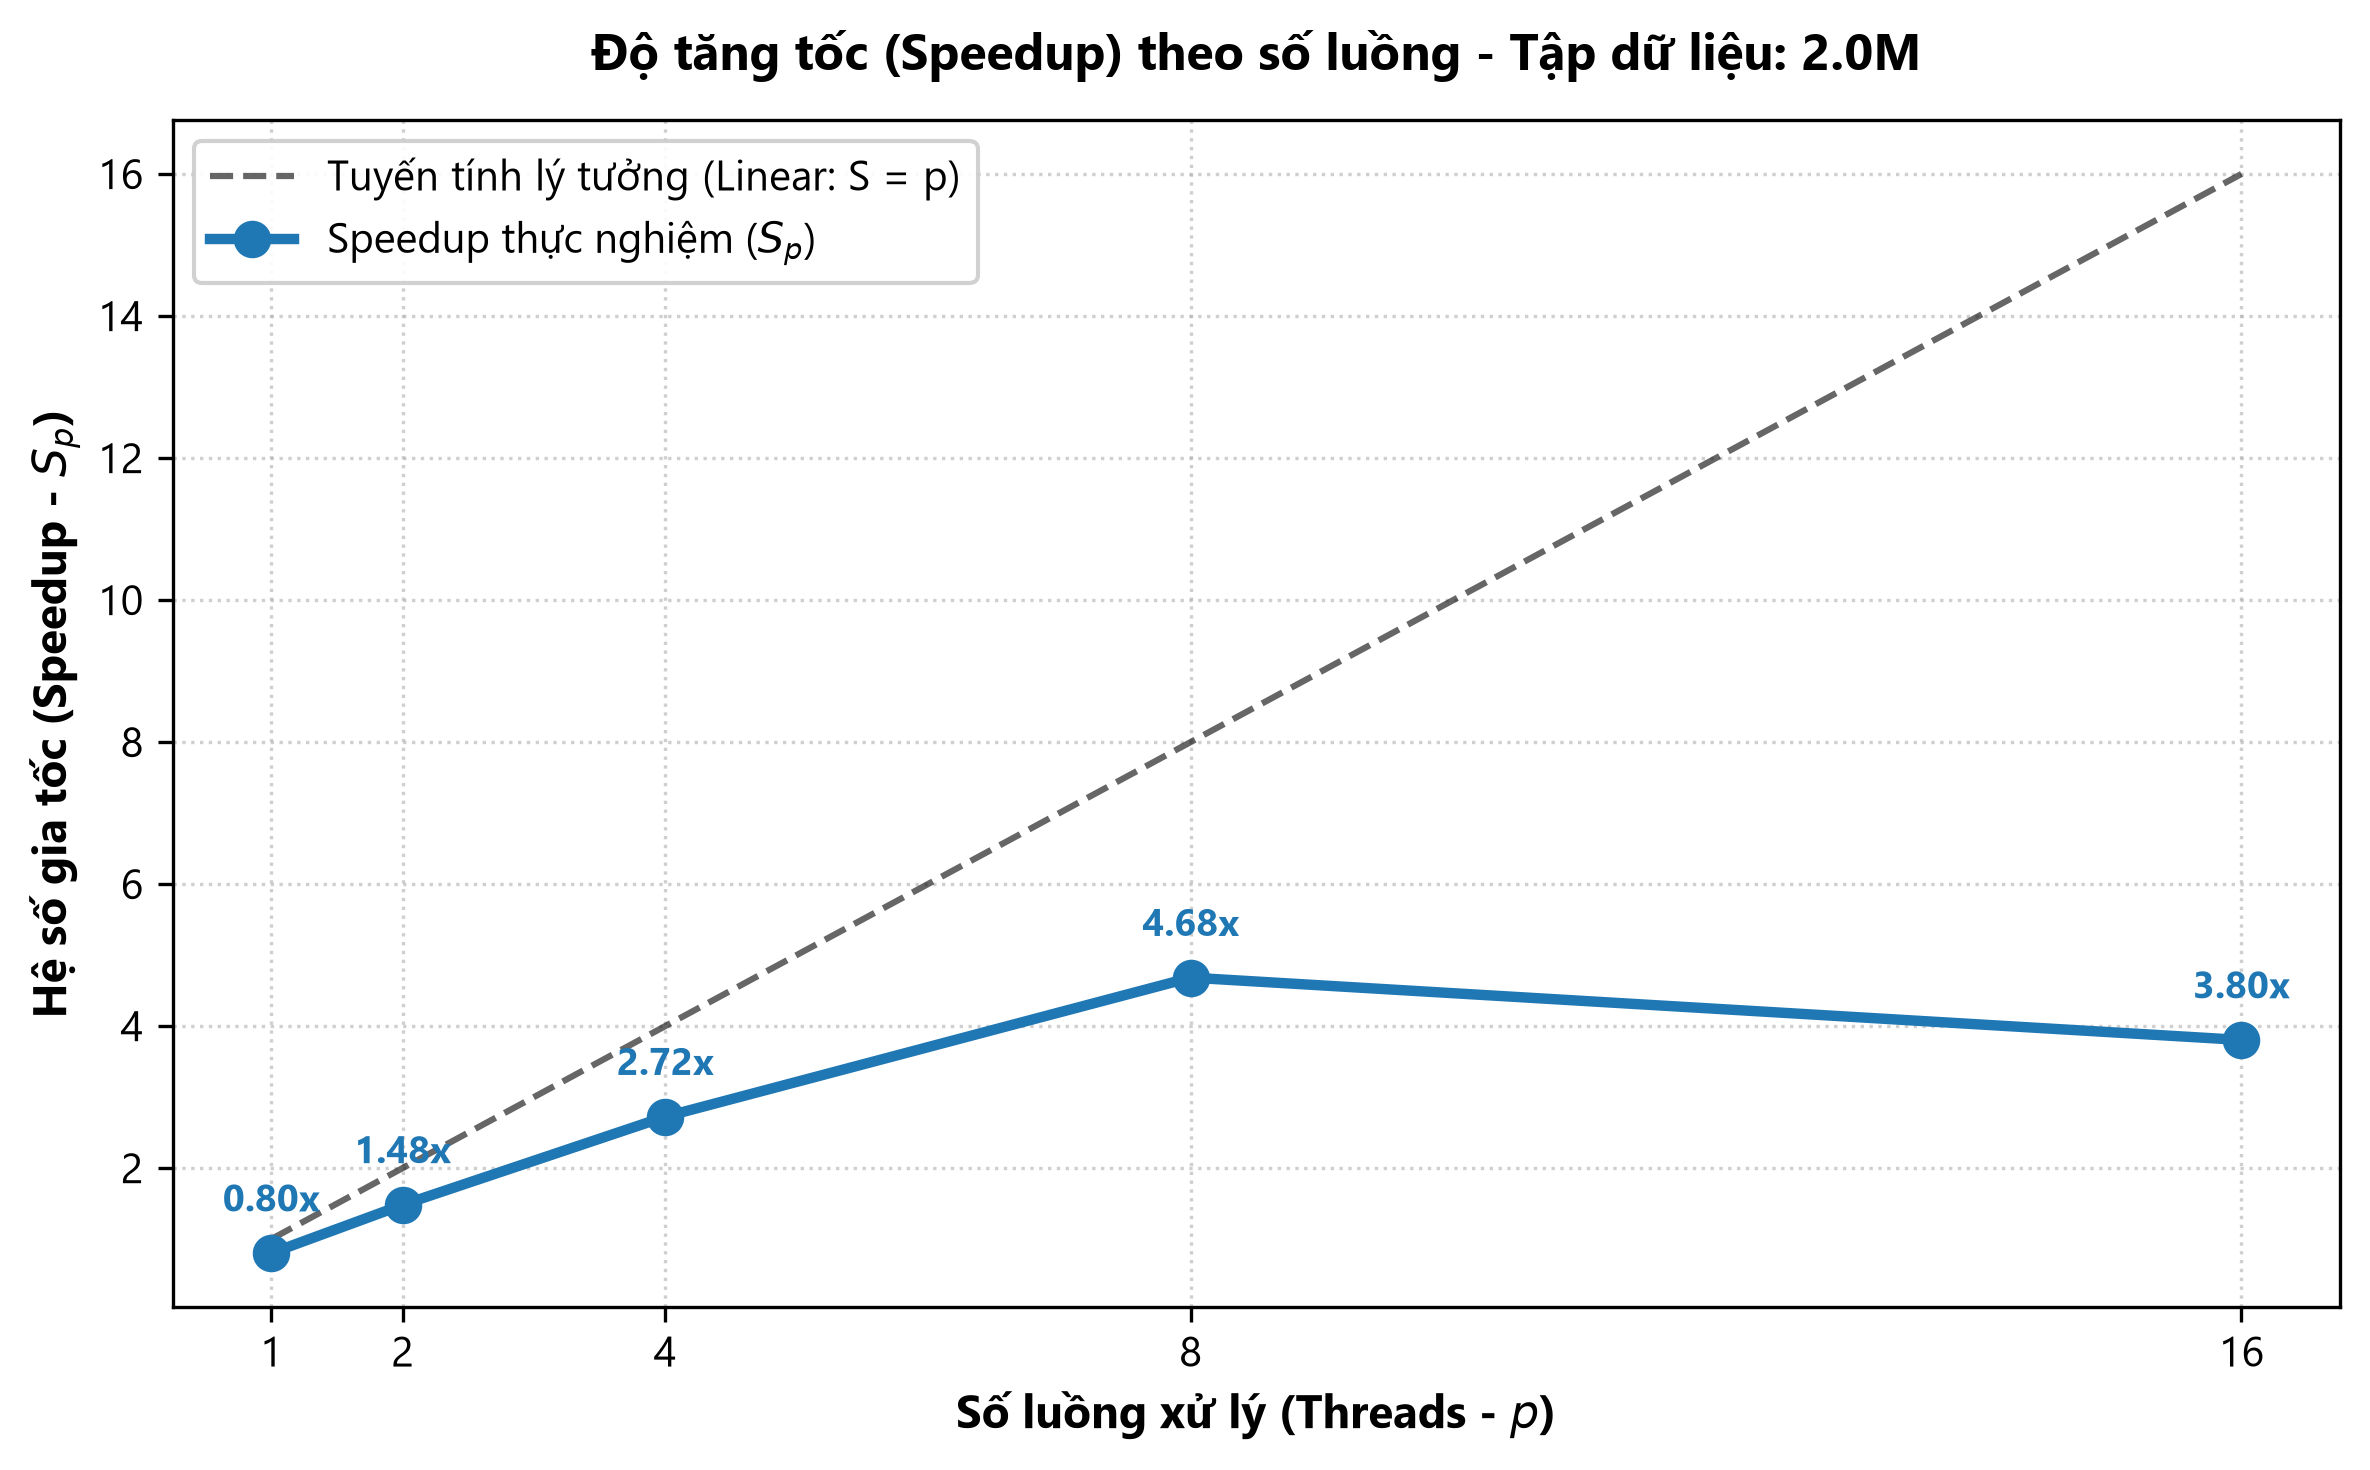 Độ tăng tốc (Speedup) theo số luồng - Tập dữ liệu: 2.0M
Tuyến tính lý tưởng (Linear: S = p)
Speedup thực nghiệm (Sp)
Hệ số gia tốc (Speedup - Sp)
16
14
12
10
8
6
4
2
0.80x
1.48x
2.72x
4.68x
3.80x
1
2
4
8
16
Số luồng xử lý (Threads - p)